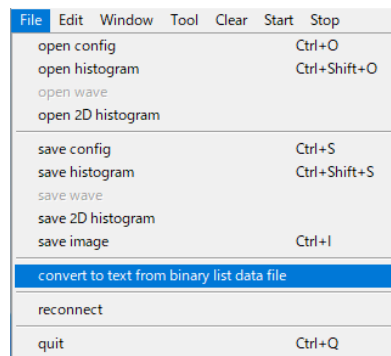 File Edit Window Tool Clear Start Stop
open config Ctrl+O
open histogram Ctrl+Shift+O
open wave
open 2D histogram
save config Ctrl+S
save histogram Ctrl+Shift+S
save wave
save 2D histogram
save image Ctrl+I
convert to text from binary list data file
reconnect
quit Ctrl+Q